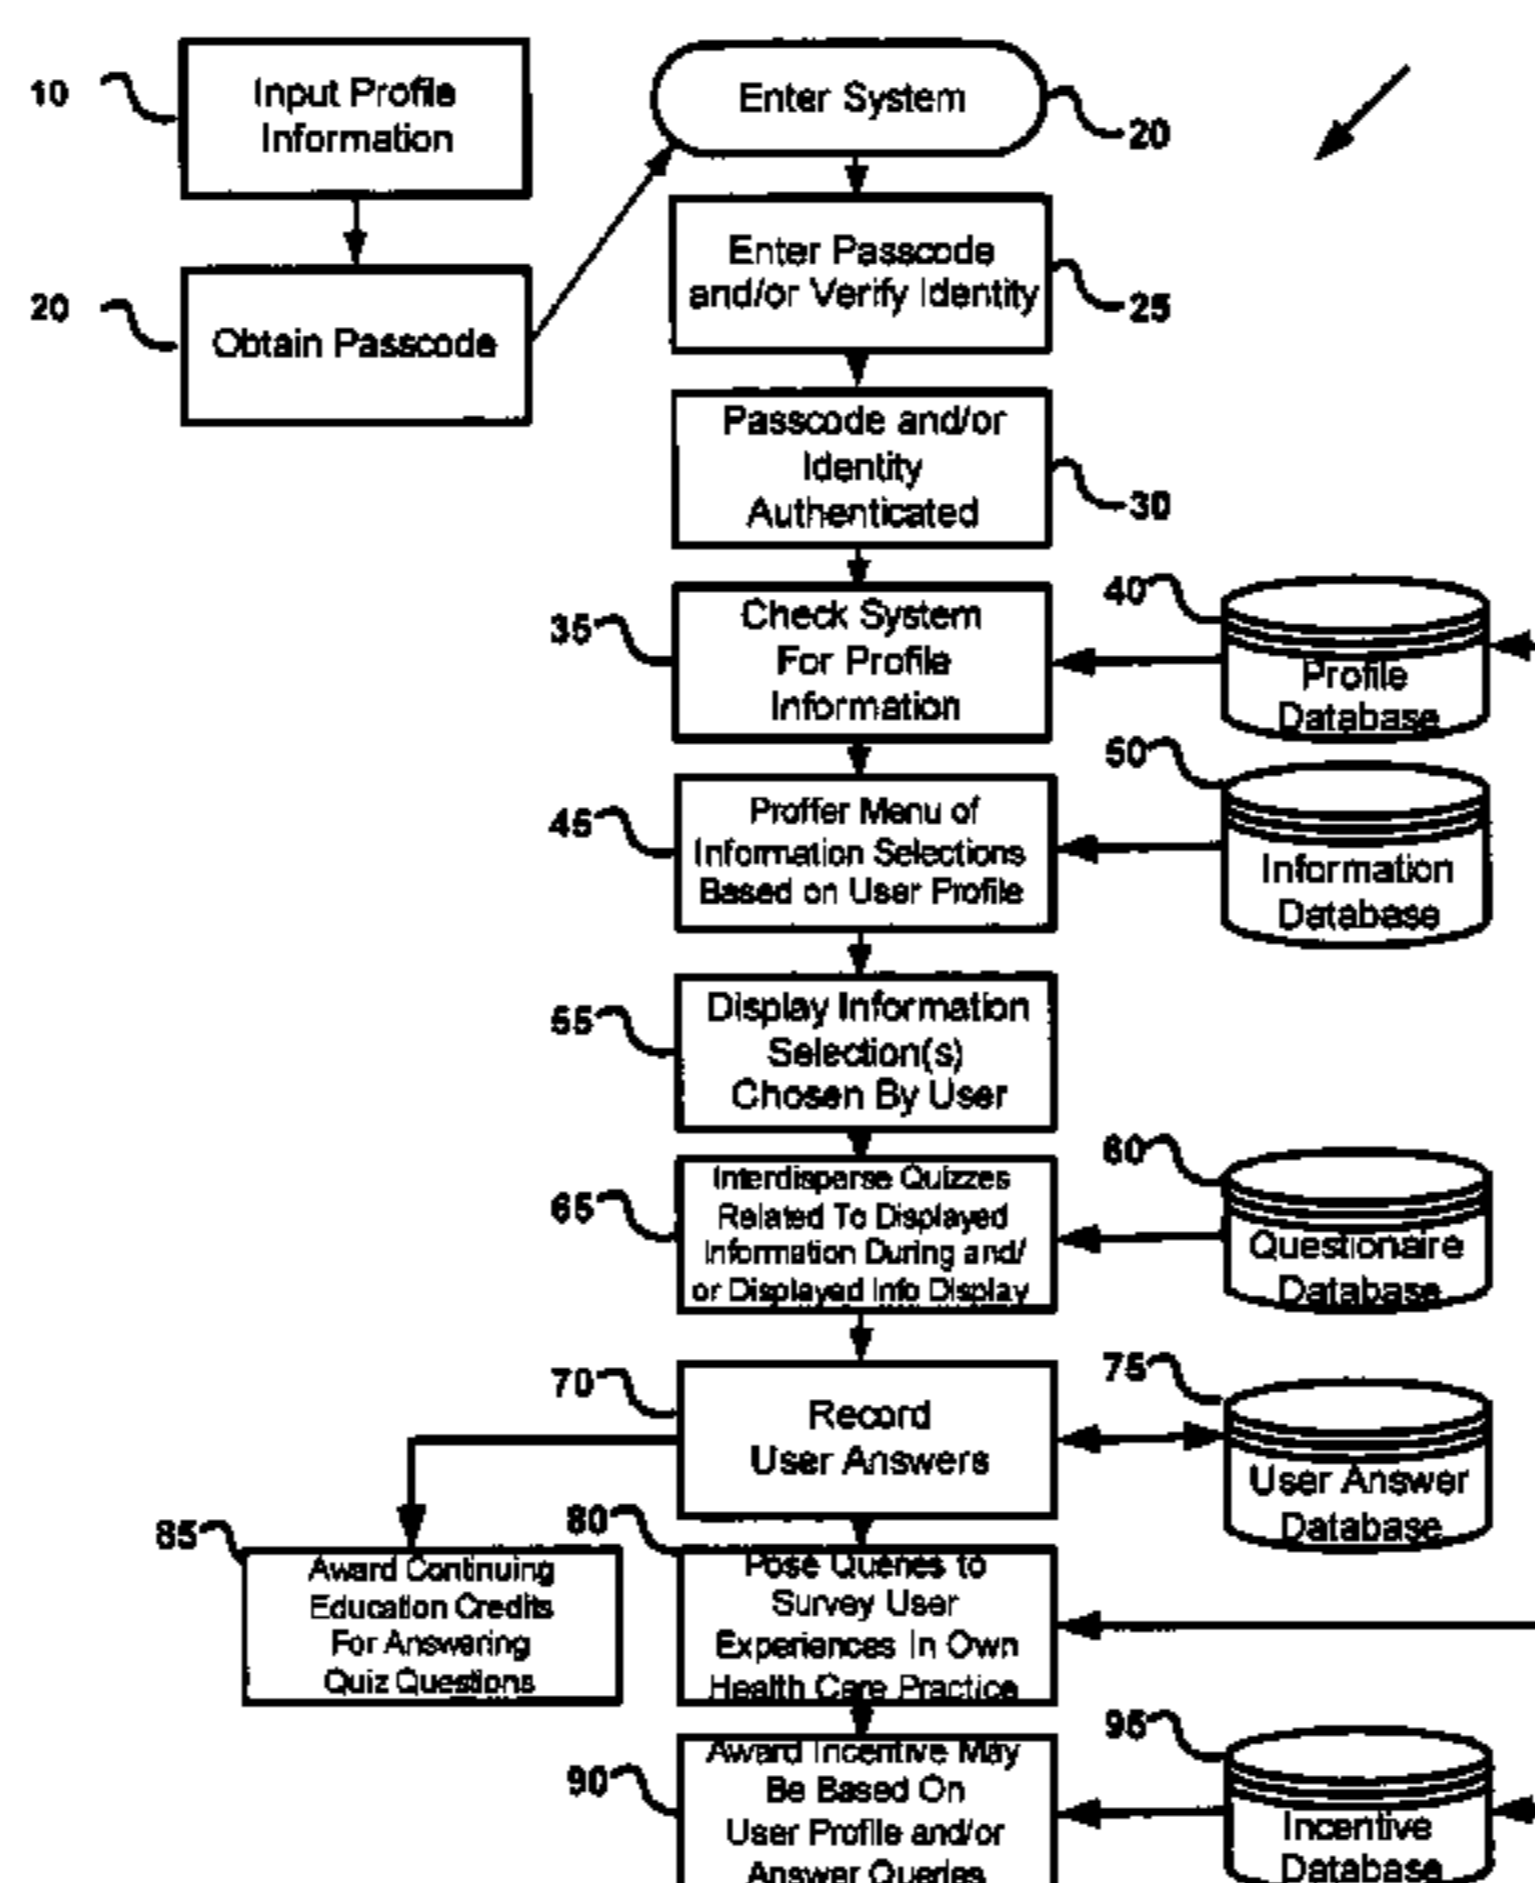 10
Input Profile
Information
Enter System
20
20
Obtain Passcode
Enter Passcode
and/or Verify Identity
25
Passcode and/or
Identity
Authenticated
30
35
Check System
For Profile
Information
40
Profile
Database
45
Proffer Menu of
Information Selections
Based on User Profile
50
Information
Database
55
Display Information
Selection(s)
Chosen By User
65
Interdisperse Quizzes
Related To Displayed
Information During and/
or Displayed Info Display
60
Questionaire
Database
70
Record
User Answers
75
User Answer
Database
85
Award Continuing
Education Credits
For Answering
Quiz Questions
80
Pose Queries to
Survey User
Experiences In Own
Health Care Practice
90
Award Incentive May
Be Based On
User Profile and/or
Answer Queries
95
Incentive
Database